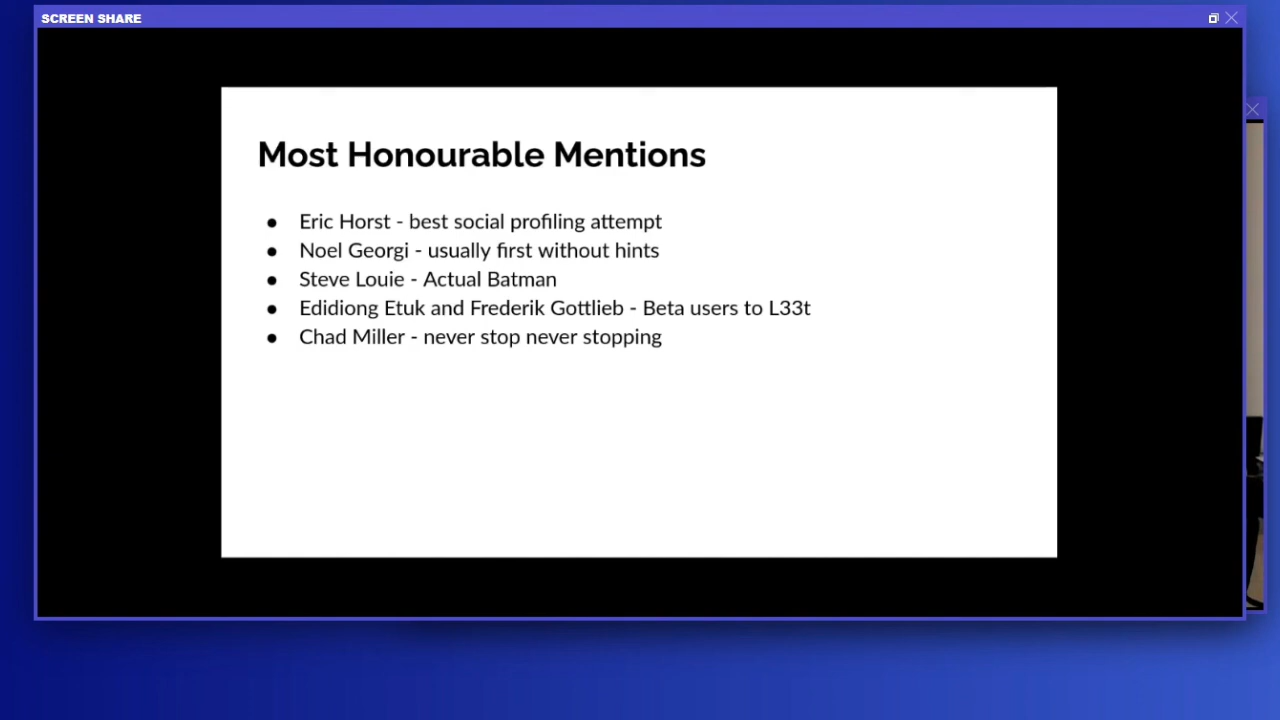 SCREEN SHARE
Most Honourable Mentions
● Eric Horst - best social profiling attempt
● Noel Georgi - usually first without hints
● Steve Louie - Actual Batman
● Edidiong Etuk and Frederik Gottlieb - Beta users to L33t
● Chad Miller - never stop never stopping